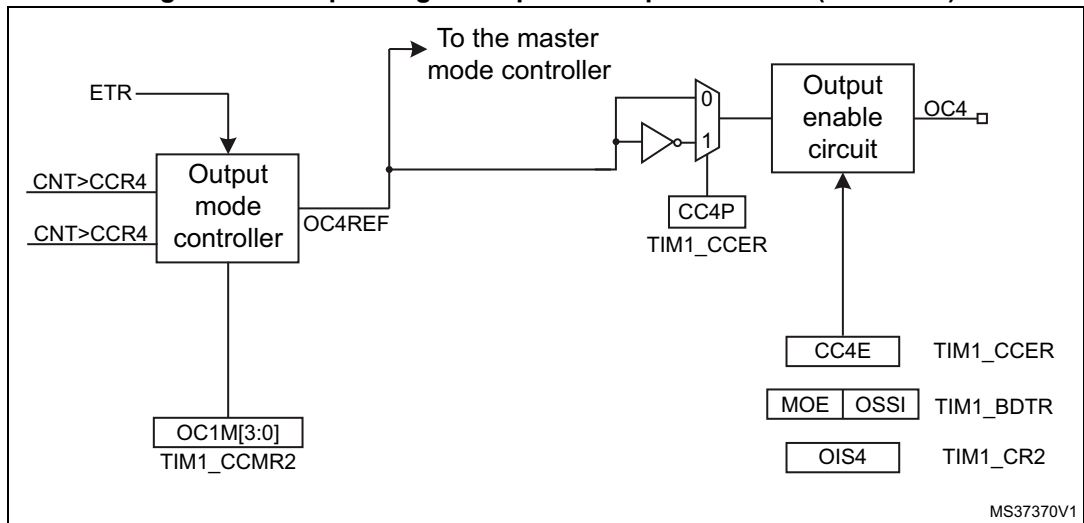 To the master
mode controller
ETR
0
1
Output
enable
circuit
OC4
CNT>CCR4
CNT>CCR4
Output
mode
controller
OC4REF
CC4P
TIM1_CCER
CC4E TIM1_CCER
MOE OSSI TIM1_BDTR
OC1M[3:0]
TIM1_CCMR2
OIS4 TIM1_CR2
MS37370V1